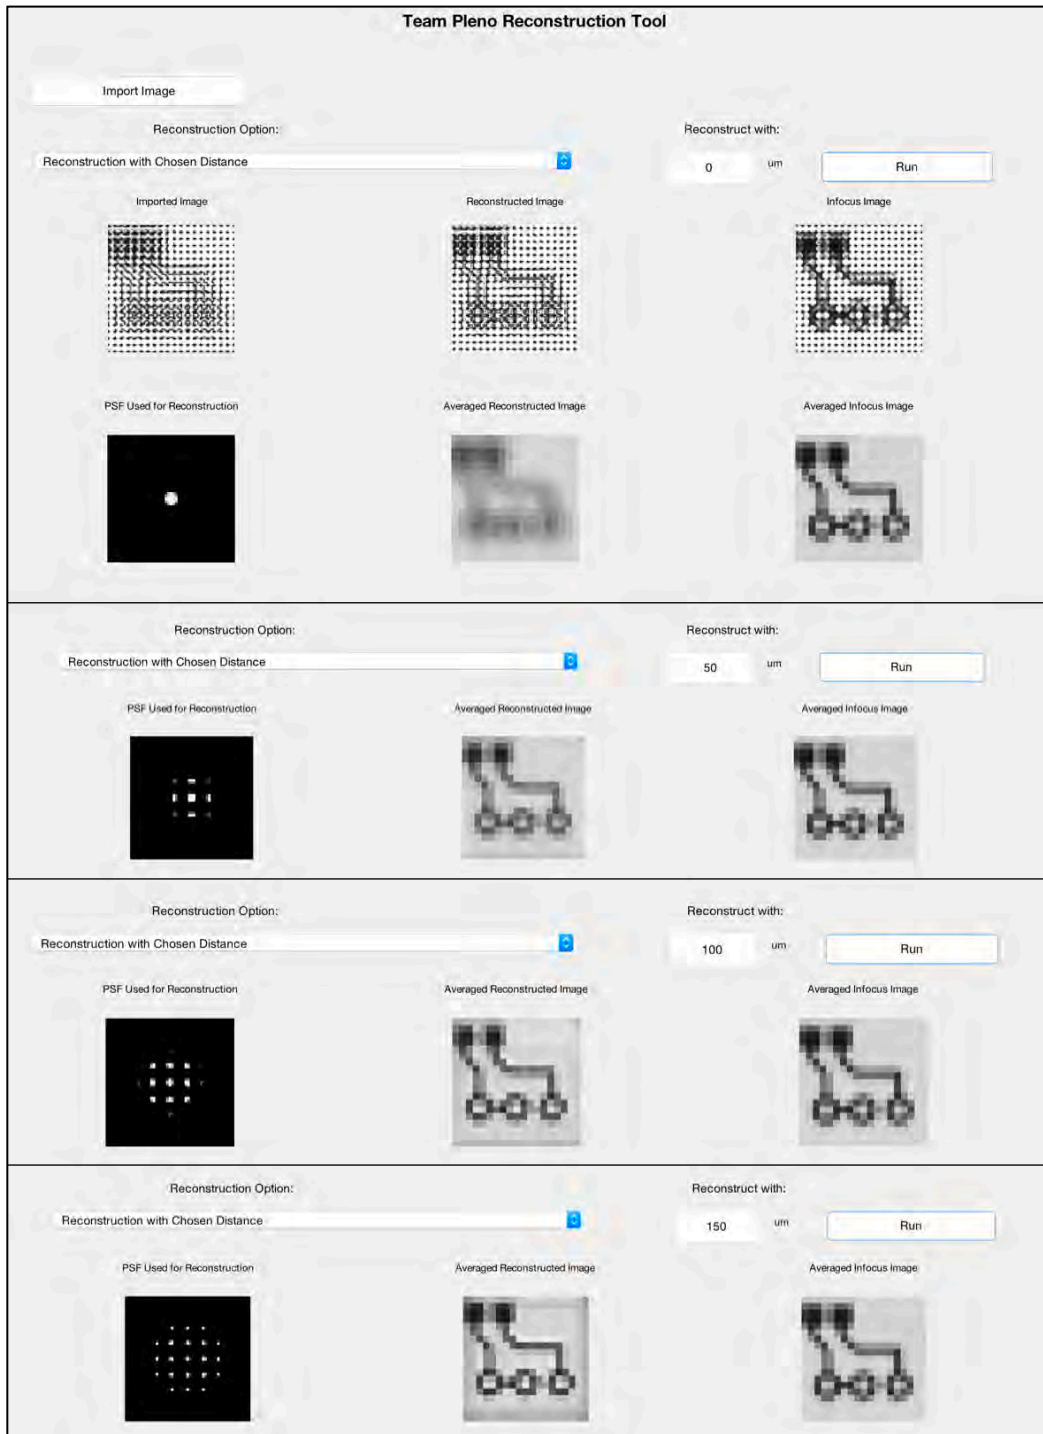 Team Pleno Reconstruction Tool
Import Image
Reconstruction Option: Reconstruct with:
Reconstruction with Chosen Distance 0 um Run
Imported Image Reconstructed Image Infocus Image
PSF Used for Reconstruction Averaged Reconstructed Image Averaged Infocus Image
Reconstruction Option: Reconstruct with:
Reconstruction with Chosen Distance 50 um Run
PSF Used for Reconstruction Averaged Reconstructed Image Averaged Infocus Image
Reconstruction Option: Reconstruct with:
Reconstruction with Chosen Distance 100 um Run
PSF Used for Reconstruction Averaged Reconstructed Image Averaged Infocus Image
Reconstruction Option: Reconstruct with:
Reconstruction with Chosen Distance 150 um Run
PSF Used for Reconstruction Averaged Reconstructed Image Averaged Infocus Image